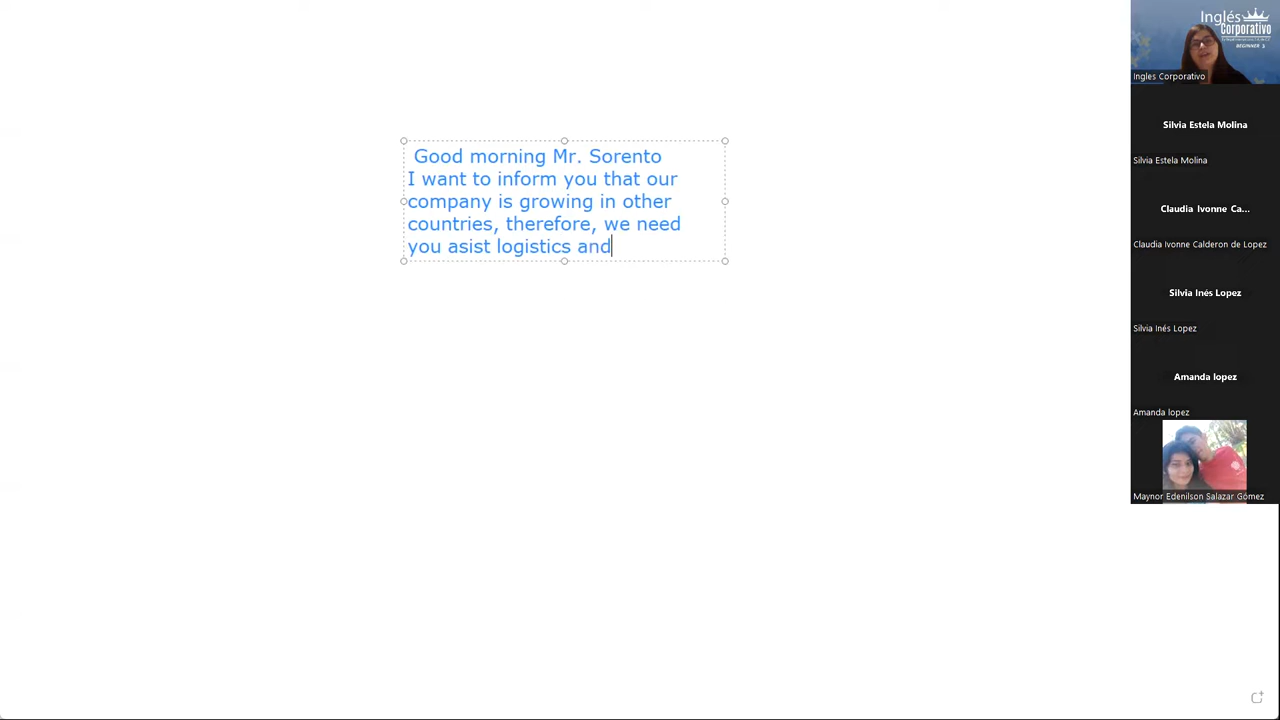 Good morning Mr. Sorento
I want to inform you that our
company is growing in other
countries, therefore, we need
you asist logistics and
Inglés
Corporativo
BEGINNER 3
Ingles Corporativo
Silvia Estela Molina
Silvia Estela Molina
Claudia Ivonne Ca...
Claudia Ivonne Calderon de Lopez
Silvia Inés Lopez
Silvia Inés Lopez
Amanda lopez
Amanda lopez
Maynor Edenilson Salazar Gómez